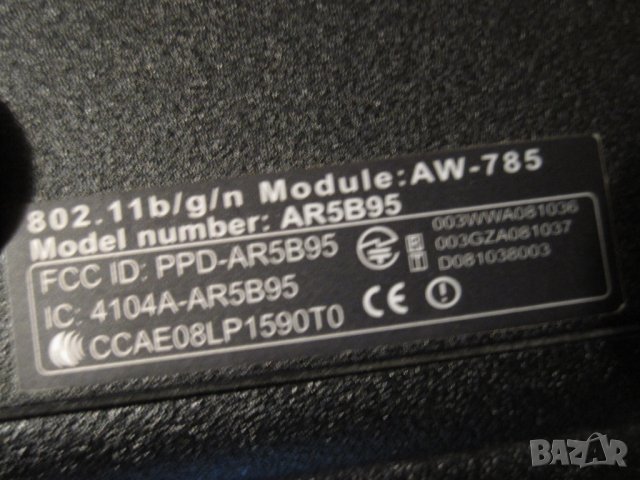 802.11b/g/n Module:AW-785
Model number: AR5B95
FCC ID: PPD-AR5B95
IC: 4104A-AR5B95
CCAE08LP1590T0
003WWA081036
003GZA081037
D081038003
CE
BAZAR